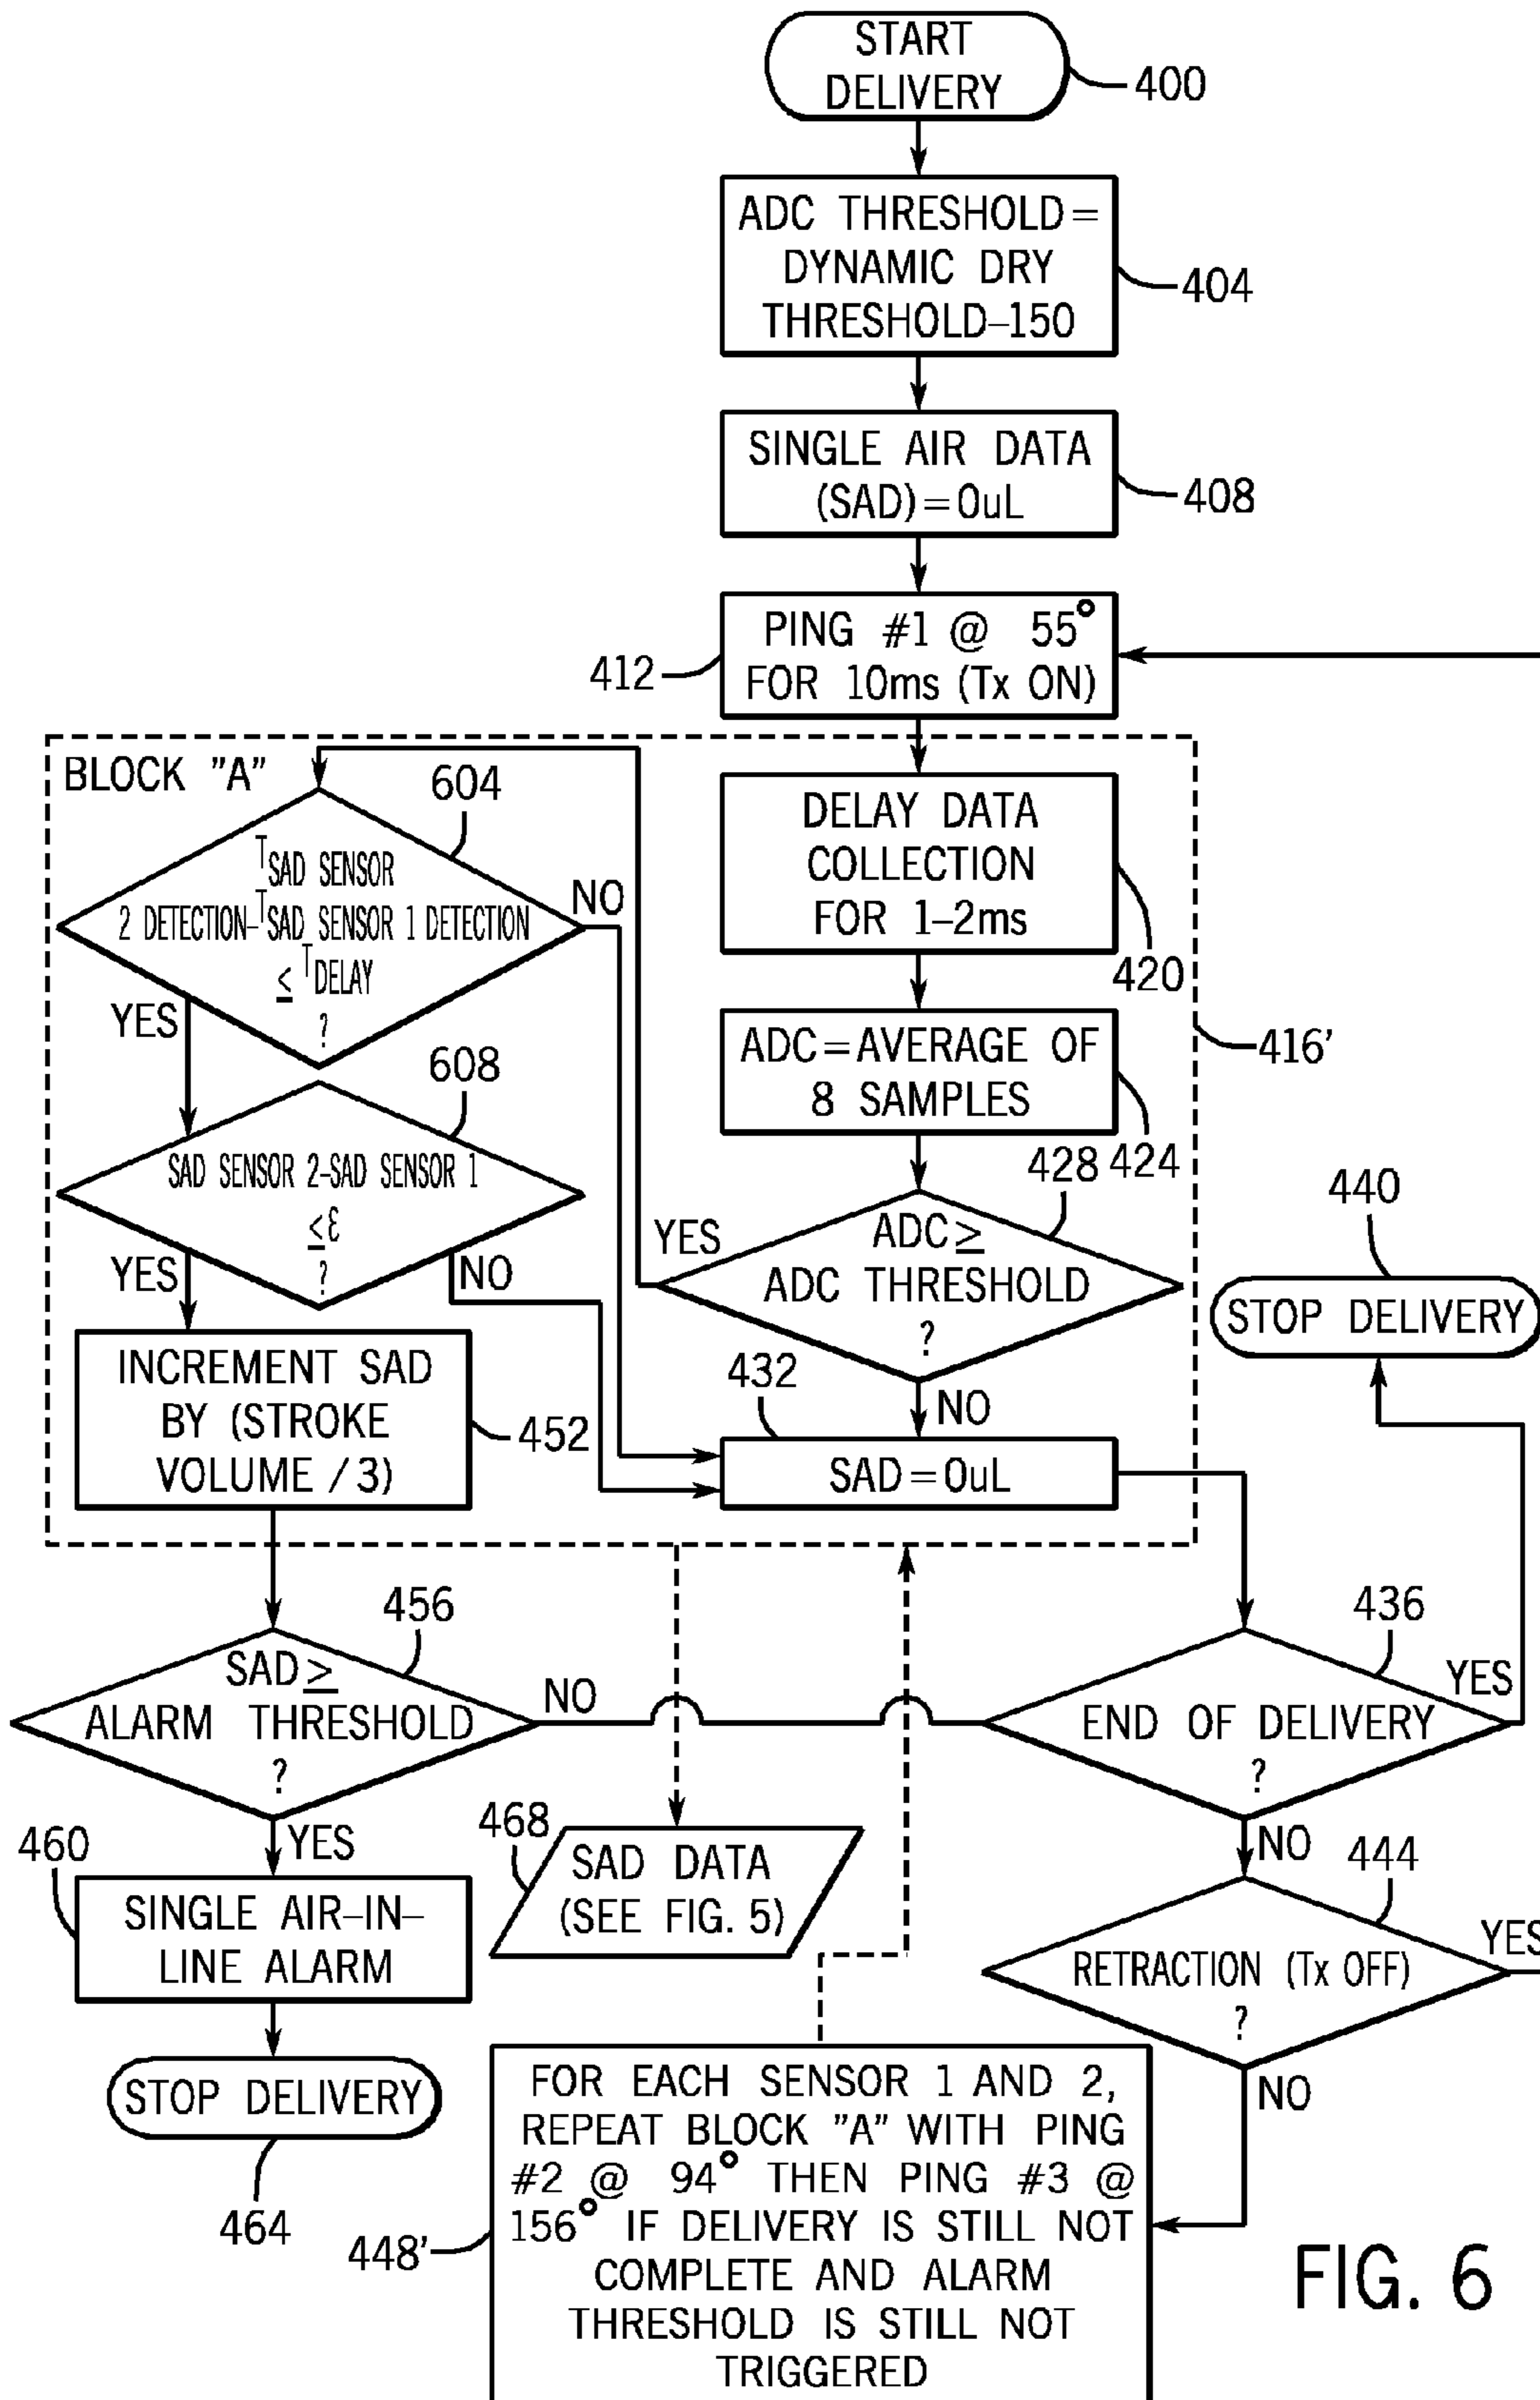 START
DELIVERY
400
ADC THRESHOLD=
DYNAMIC DRY
THRESHOLD–150
404
SINGLE AIR DATA
(SAD)=0uL
408
PING #1 @ 55°
FOR 10ms (Tx ON)
412
BLOCK "A"
604
TSAD SENSOR
2 DETECTION–TSAD SENSOR 1 DETECTION
≤ TDELAY
?
NO
YES
DELAY DATA
COLLECTION
FOR 1–2ms
420
416'
ADC=AVERAGE OF
8 SAMPLES
424
608
SAD SENSOR 2–SAD SENSOR 1
≤ε
?
YES
NO
428
ADC≥
ADC THRESHOLD
?
YES
NO
440
STOP DELIVERY
INCREMENT SAD
BY (STROKE
VOLUME /3)
452
432
SAD=0uL
456
SAD≥
ALARM THRESHOLD
?
NO
YES
436
END OF DELIVERY
?
YES
NO
460
SINGLE AIR–IN–
LINE ALARM
468
SAD DATA
(SEE FIG. 5)
444
RETRACTION (Tx OFF)
?
YES
NO
STOP DELIVERY
464
FOR EACH SENSOR 1 AND 2,
REPEAT BLOCK "A" WITH PING
#2 @ 94° THEN PING #3 @
156° IF DELIVERY IS STILL NOT
COMPLETE AND ALARM
THRESHOLD IS STILL NOT
TRIGGERED
448'
FIG. 6